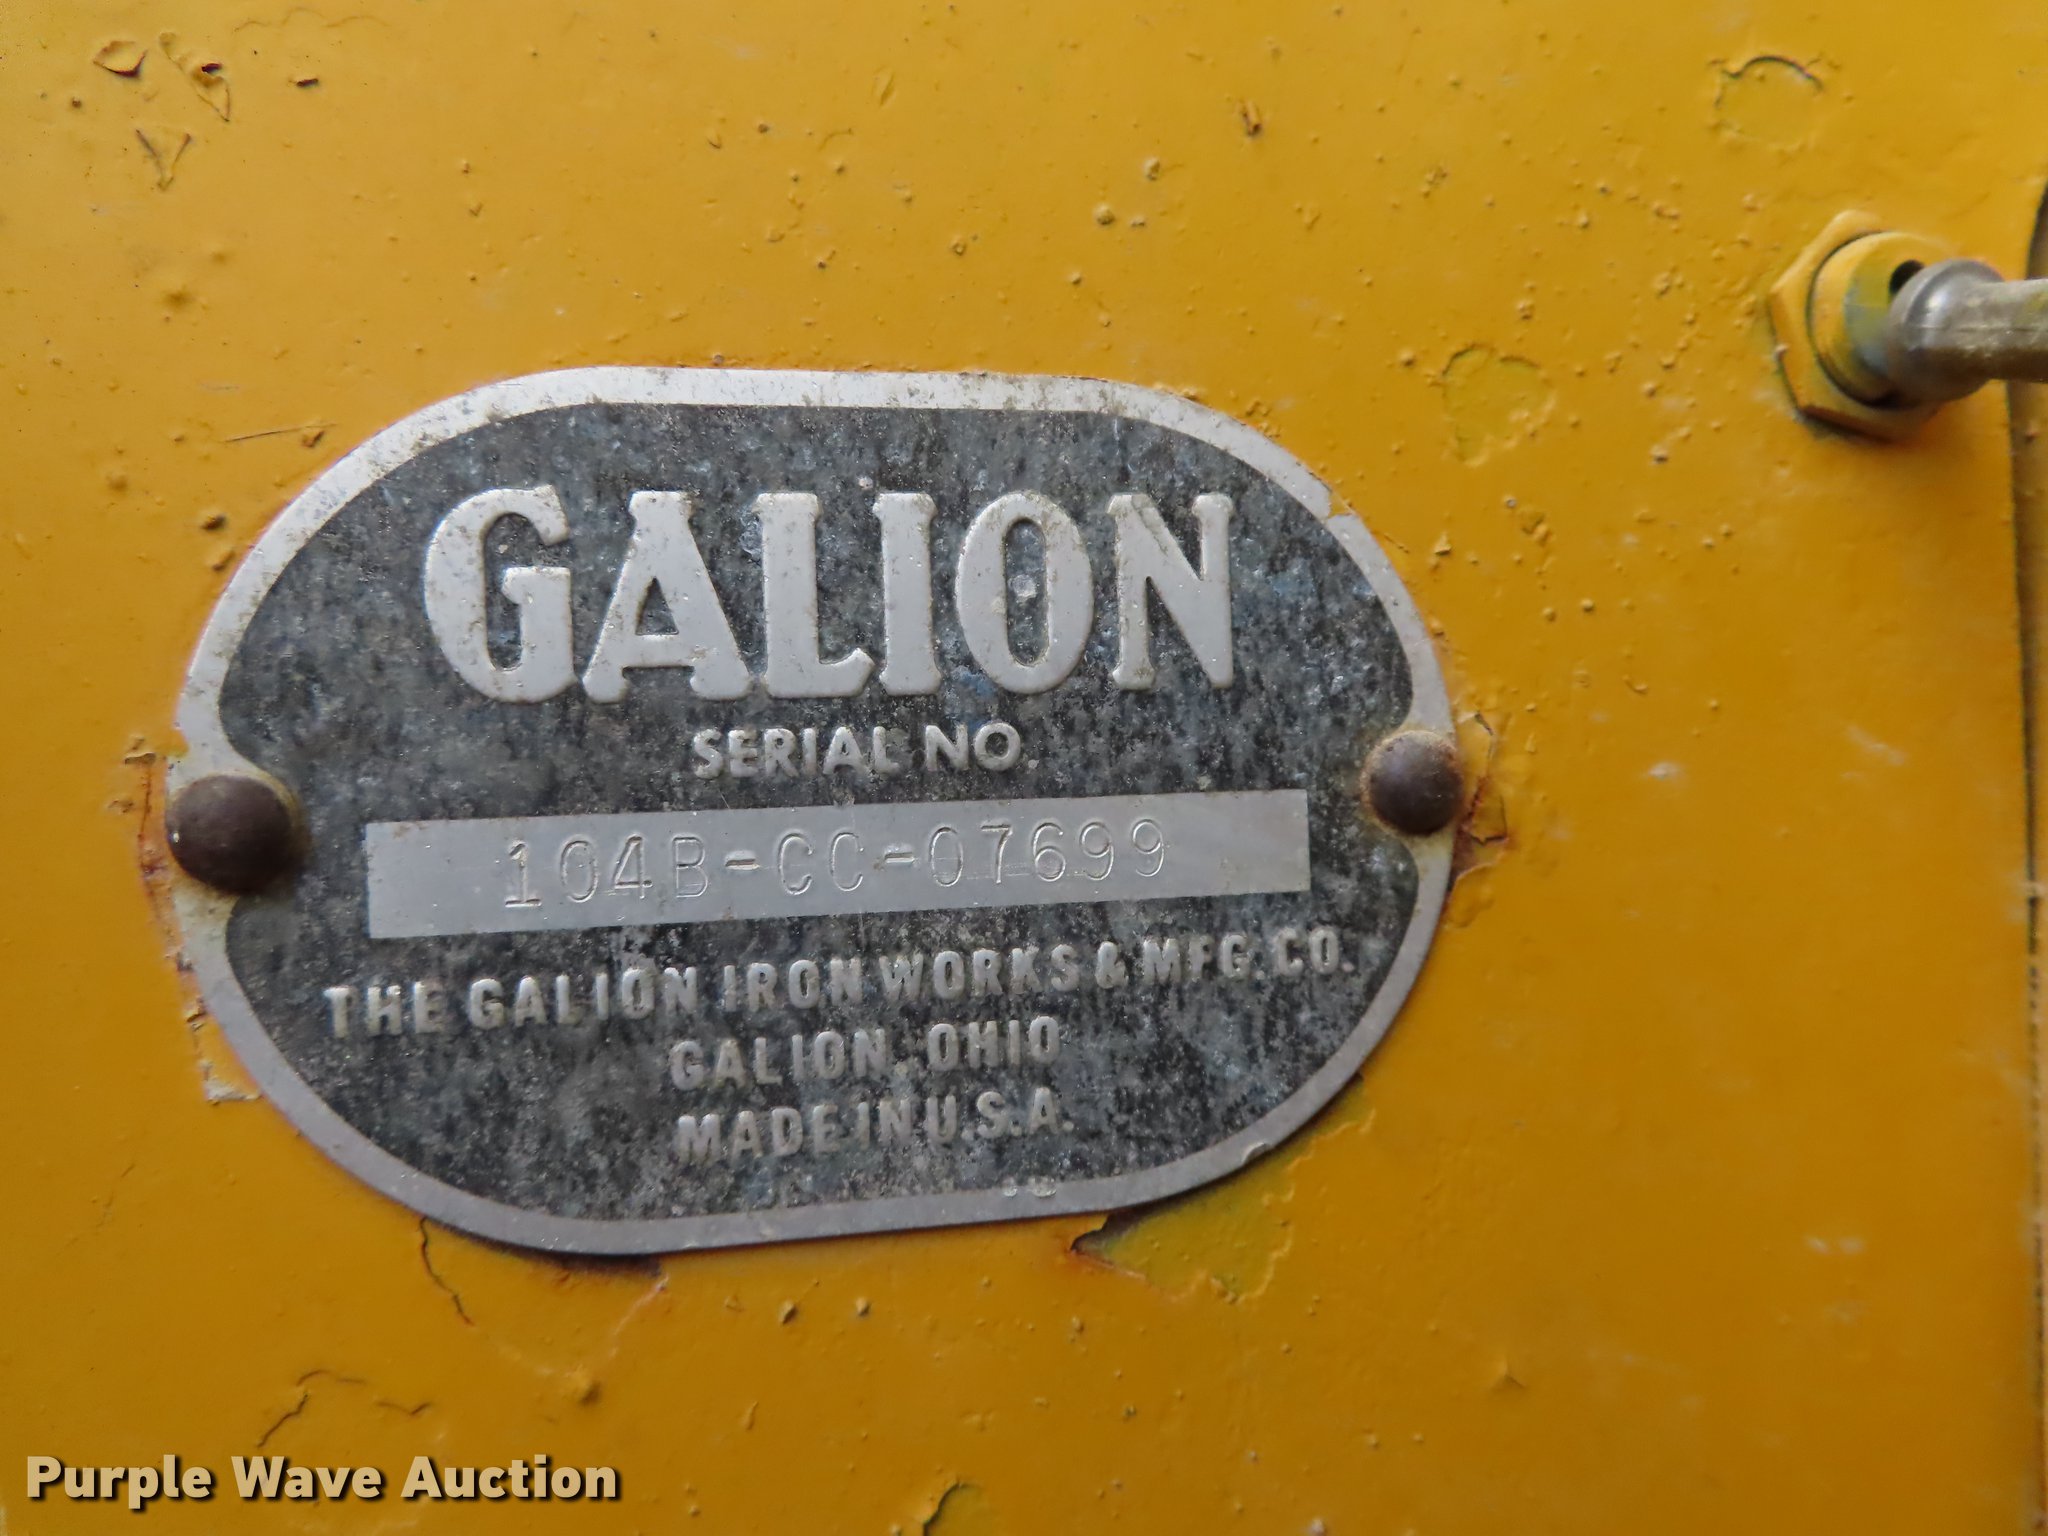 GALION
SERIAL NO.
104B-CC-07699
THE GALION IRON WORKS & MFG. CO.
GALION, OHIO
MADE IN U.S.A.
Purple Wave Auction